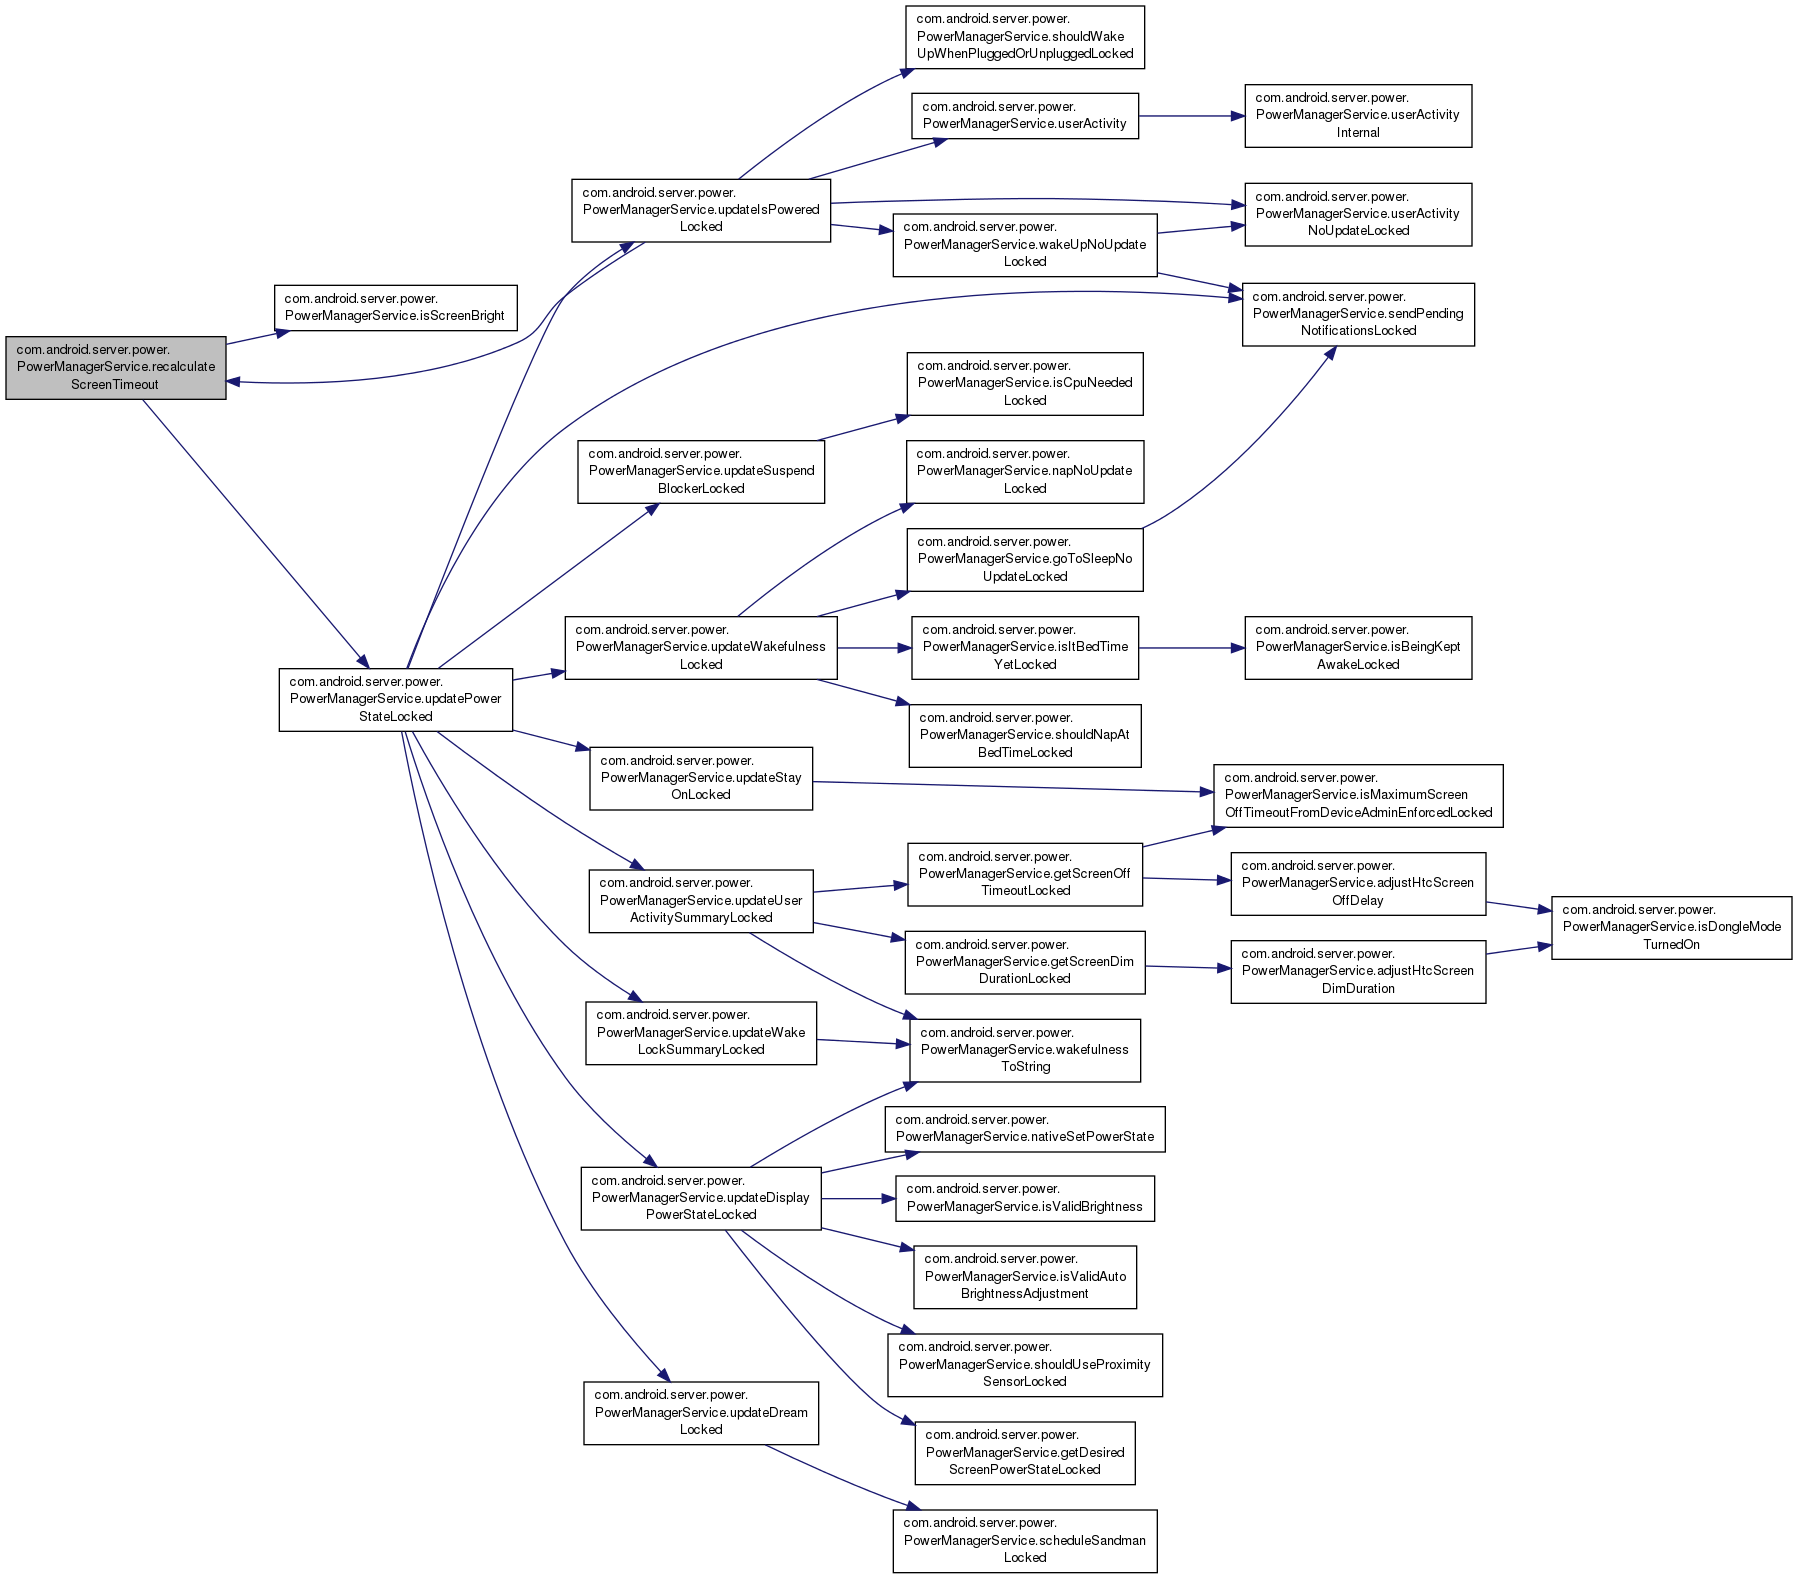 com.android.server.power.
PowerManagerService.shouldWake
UpWhenPluggedOrUnpluggedLocked
com.android.server.power.
PowerManagerService.userActivity
com.android.server.power.
PowerManagerService.userActivity
Internal
com.android.server.power.
PowerManagerService.updateIsPowered
Locked
com.android.server.power.
PowerManagerService.userActivity
NoUpdateLocked
com.android.server.power.
PowerManagerService.wakeUpNoUpdate
Locked
com.android.server.power.
PowerManagerService.isScreenBright
com.android.server.power.
PowerManagerService.sendPending
NotificationsLocked
com.android.server.power.
PowerManagerService.recalculate
ScreenTimeout
com.android.server.power.
PowerManagerService.isCpuNeeded
Locked
com.android.server.power.
PowerManagerService.updateSuspend
BlockerLocked
com.android.server.power.
PowerManagerService.napNoUpdate
Locked
com.android.server.power.
PowerManagerService.goToSleepNo
UpdateLocked
com.android.server.power.
PowerManagerService.updateWakefulness
Locked
com.android.server.power.
PowerManagerService.isItBedTime
YetLocked
com.android.server.power.
PowerManagerService.isBeingKept
AwakeLocked
com.android.server.power.
PowerManagerService.updatePower
StateLocked
com.android.server.power.
PowerManagerService.shouldNapAt
BedTimeLocked
com.android.server.power.
PowerManagerService.updateStay
OnLocked
com.android.server.power.
PowerManagerService.isMaximumScreen
OffTimeoutFromDeviceAdminEnforcedLocked
com.android.server.power.
PowerManagerService.getScreenOff
TimeoutLocked
com.android.server.power.
PowerManagerService.adjustHtcScreen
OffDelay
com.android.server.power.
PowerManagerService.updateUser
ActivitySummaryLocked
com.android.server.power.
PowerManagerService.isDongleMode
TurnedOn
com.android.server.power.
PowerManagerService.getScreenDim
DurationLocked
com.android.server.power.
PowerManagerService.adjustHtcScreen
DimDuration
com.android.server.power.
PowerManagerService.updateWake
LockSummaryLocked
com.android.server.power.
PowerManagerService.wakefulness
ToString
com.android.server.power.
PowerManagerService.nativeSetPowerState
com.android.server.power.
PowerManagerService.updateDisplay
PowerStateLocked
com.android.server.power.
PowerManagerService.isValidBrightness
com.android.server.power.
PowerManagerService.isValidAuto
BrightnessAdjustment
com.android.server.power.
PowerManagerService.shouldUseProximity
SensorLocked
com.android.server.power.
PowerManagerService.updateDream
Locked
com.android.server.power.
PowerManagerService.getDesired
ScreenPowerStateLocked
com.android.server.power.
PowerManagerService.scheduleSandman
Locked